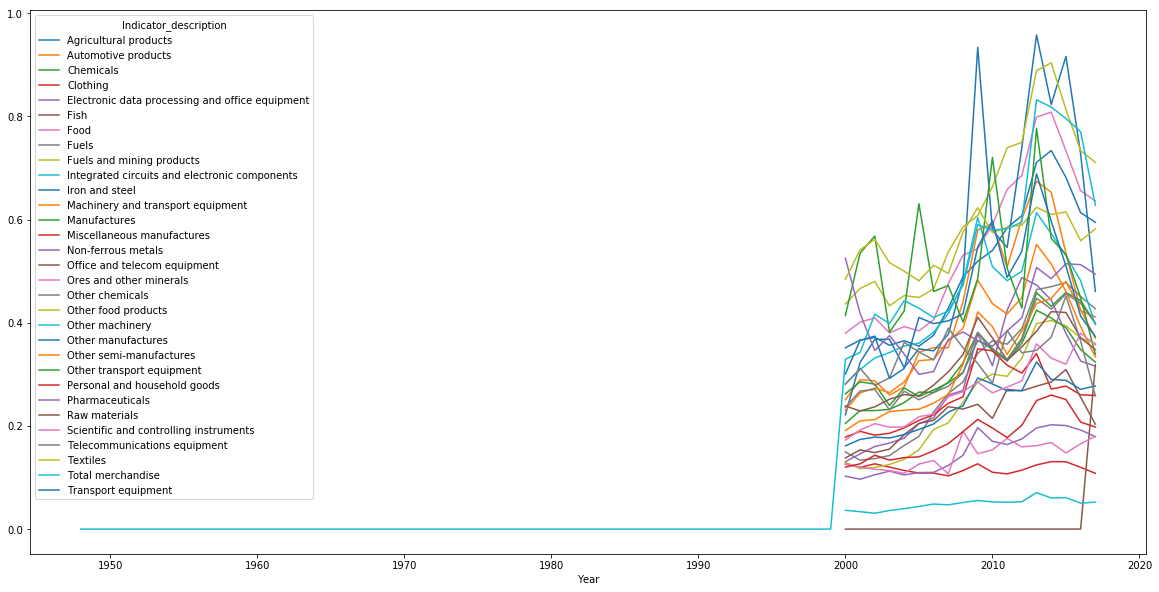 Indicator_description
Agricultural products
Automotive products
Chemicals
Clothing
Electronic data processing and office equipment
Fish
Food
Fuels
Fuels and mining products
Integrated circuits and electronic components
Iron and steel
Machinery and transport equipment
Manufactures
Miscellaneous manufactures
Non-ferrous metals
Office and telecom equipment
Ores and other minerals
Other chemicals
Other food products
Other machinery
Other manufactures
Other semi-manufactures
Other transport equipment
Personal and household goods
Pharmaceuticals
Raw materials
Scientific and controlling instruments
Telecommunications equipment
Textiles
Total merchandise
Transport equipment
1.0
0.8
0.6
0.4
0.2
0.0
1950 1960 1970 1980 1990 2000 2010 2020
Year